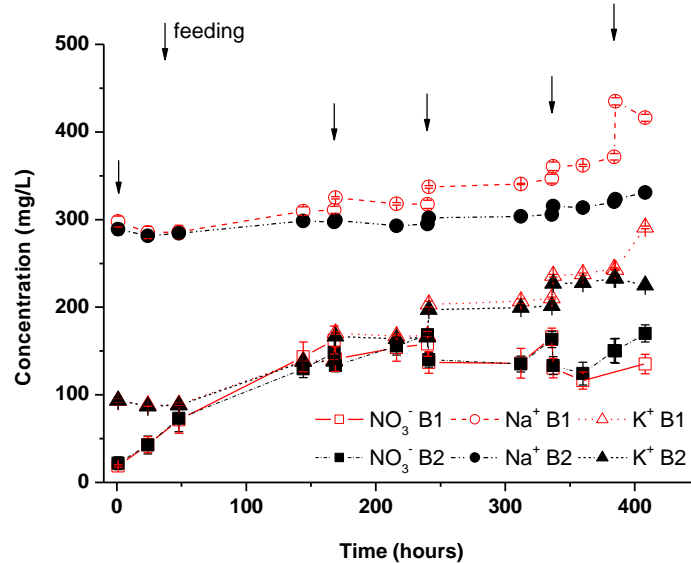 feeding
500
400
300
200
100
0
Concentration (mg/L)
NO₃⁻ B1 Na⁺ B1 K⁺ B1
NO₃⁻ B2 Na⁺ B2 K⁺ B2
0 100 200 300 400
Time (hours)